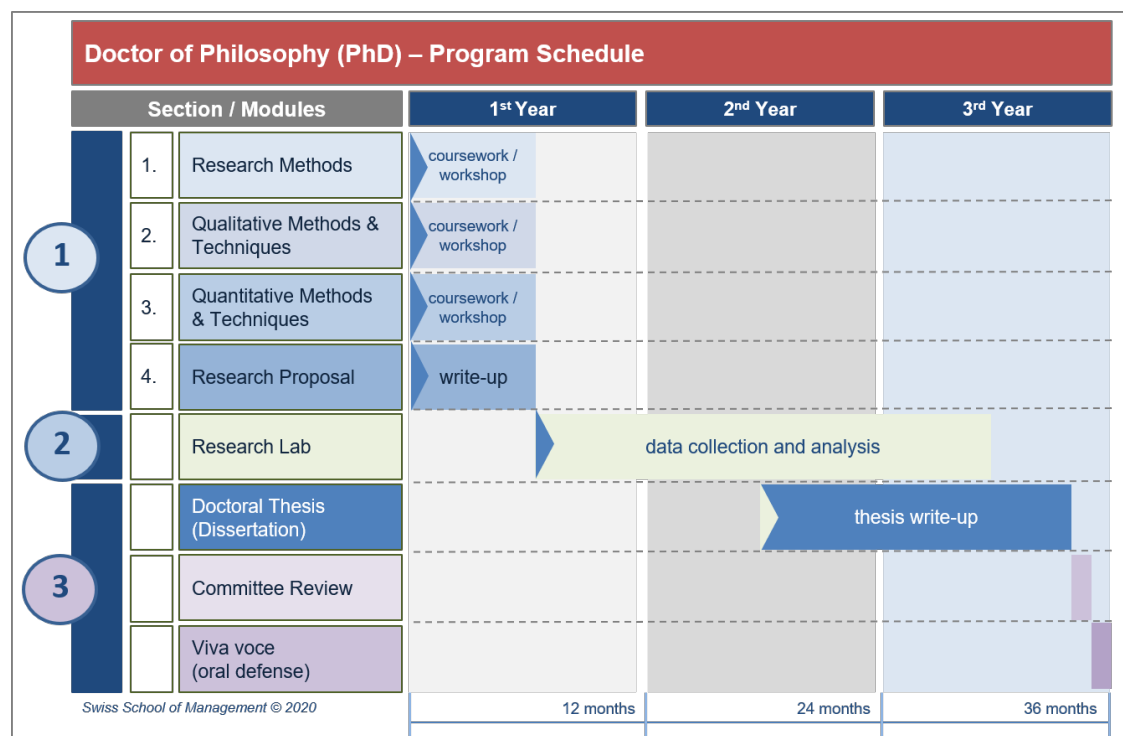 Doctor of Philosophy (PhD) – Program Schedule
Section / Modules
1st Year
2nd Year
3rd Year
1
1.
Research Methods
coursework /
workshop
2.
Qualitative Methods &
Techniques
coursework /
workshop
3.
Quantitative Methods
& Techniques
coursework /
workshop
4.
Research Proposal
write-up
2
Research Lab
data collection and analysis
3
Doctoral Thesis
(Dissertation)
thesis write-up
Committee Review
Viva voce
(oral defense)
Swiss School of Management © 2020
12 months
24 months
36 months